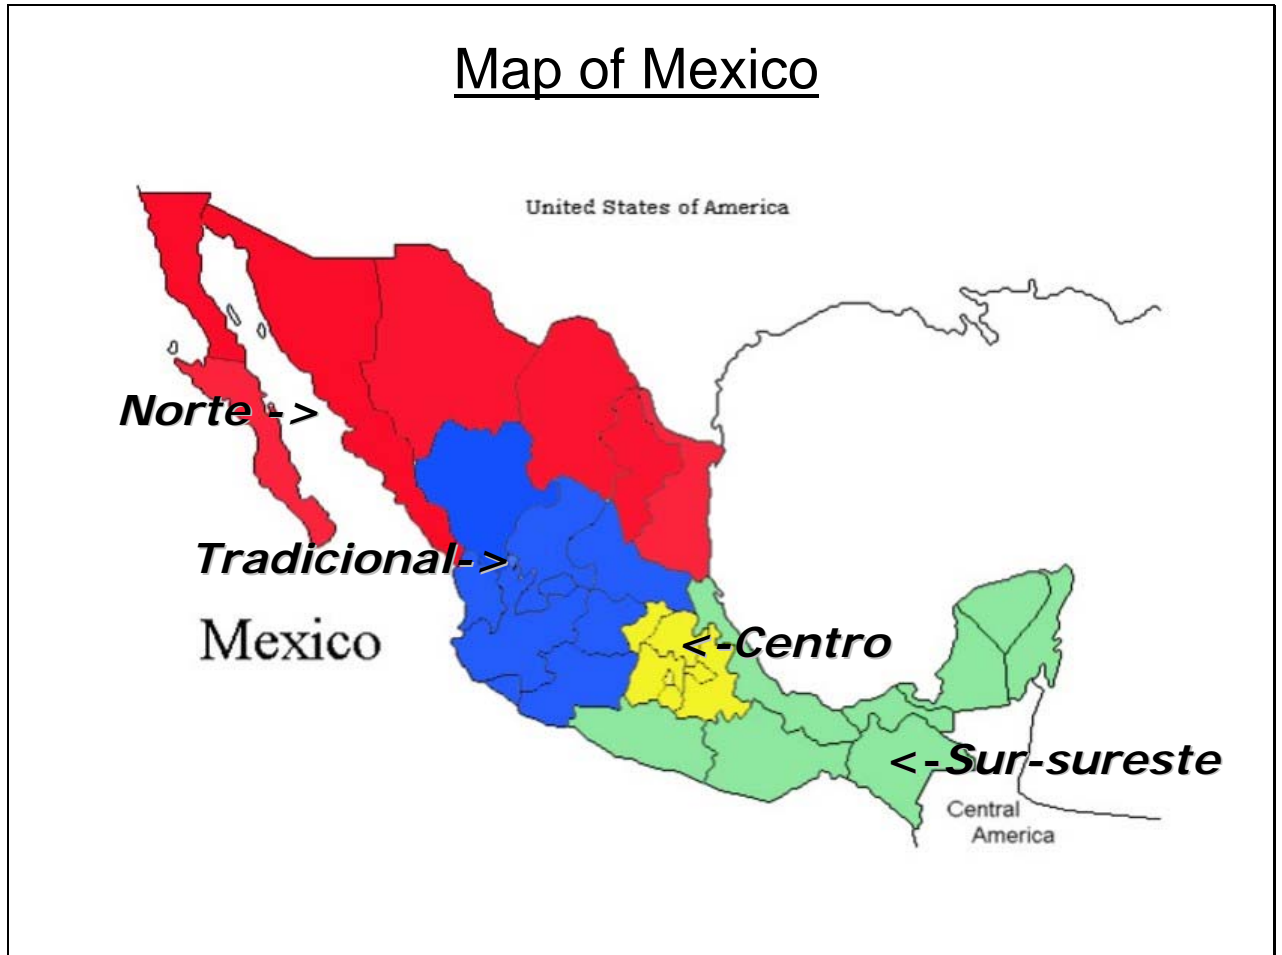 Map of Mexico
United States of America
Norte ->
Tradicional->
Mexico
<-Centro
<-Sur-sureste
Central
America